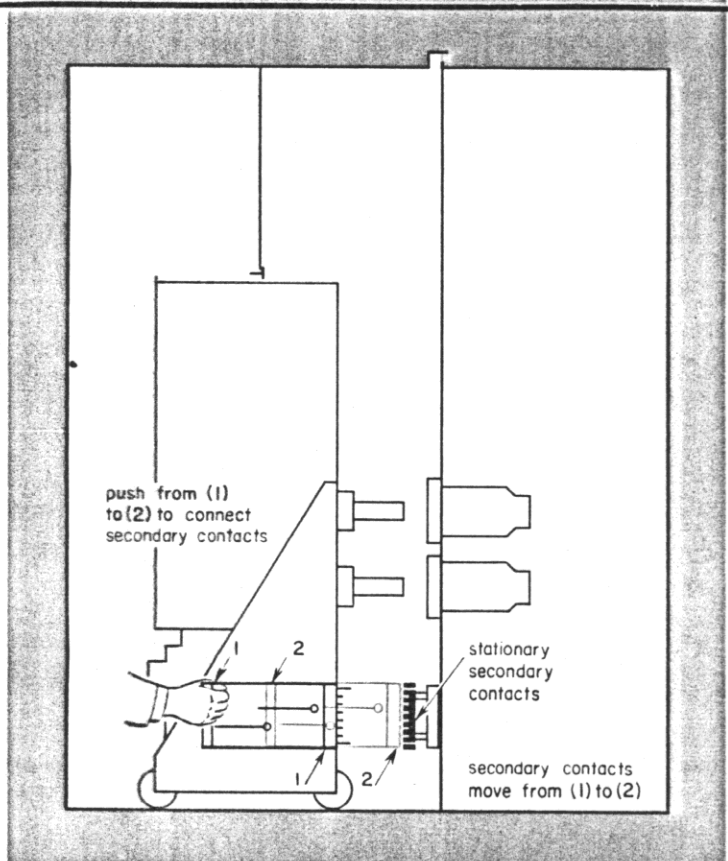 push from (1)
to (2) to connect
secondary contacts
1
2
stationary
secondary
contacts
1
2
secondary contacts
move from (1) to (2)